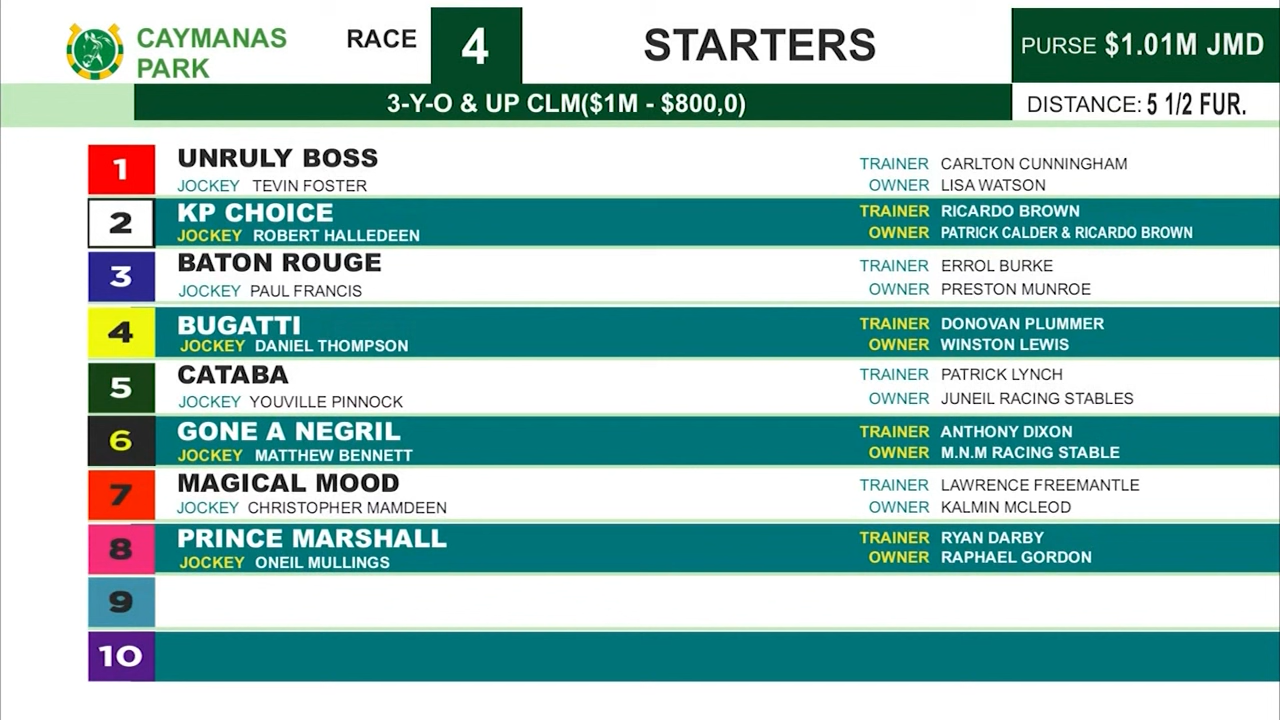 CAYMANAS PARK
RACE 4
STARTERS
PURSE $1.01M JMD
3-Y-O & UP CLM($1M - $800,0)
DISTANCE: 5 1/2 FUR.
1 UNRULY BOSS
JOCKEY TEVIN FOSTER
TRAINER CARLTON CUNNINGHAM
OWNER LISA WATSON
2 KP CHOICE
JOCKEY ROBERT HALLEDEEN
TRAINER RICARDO BROWN
OWNER PATRICK CALDER & RICARDO BROWN
3 BATON ROUGE
JOCKEY PAUL FRANCIS
TRAINER ERROL BURKE
OWNER PRESTON MUNROE
4 BUGATTI
JOCKEY DANIEL THOMPSON
TRAINER DONOVAN PLUMMER
OWNER WINSTON LEWIS
5 CATABA
JOCKEY YOUVILLE PINNOCK
TRAINER PATRICK LYNCH
OWNER JUNEIL RACING STABLES
6 GONE A NEGRIL
JOCKEY MATTHEW BENNETT
TRAINER ANTHONY DIXON
OWNER M.N.M RACING STABLE
7 MAGICAL MOOD
JOCKEY CHRISTOPHER MAMDEEN
TRAINER LAWRENCE FREEMANTLE
OWNER KALMIN MCLEOD
8 PRINCE MARSHALL
JOCKEY ONEIL MULLINGS
TRAINER RYAN DARBY
OWNER RAPHAEL GORDON
9
10